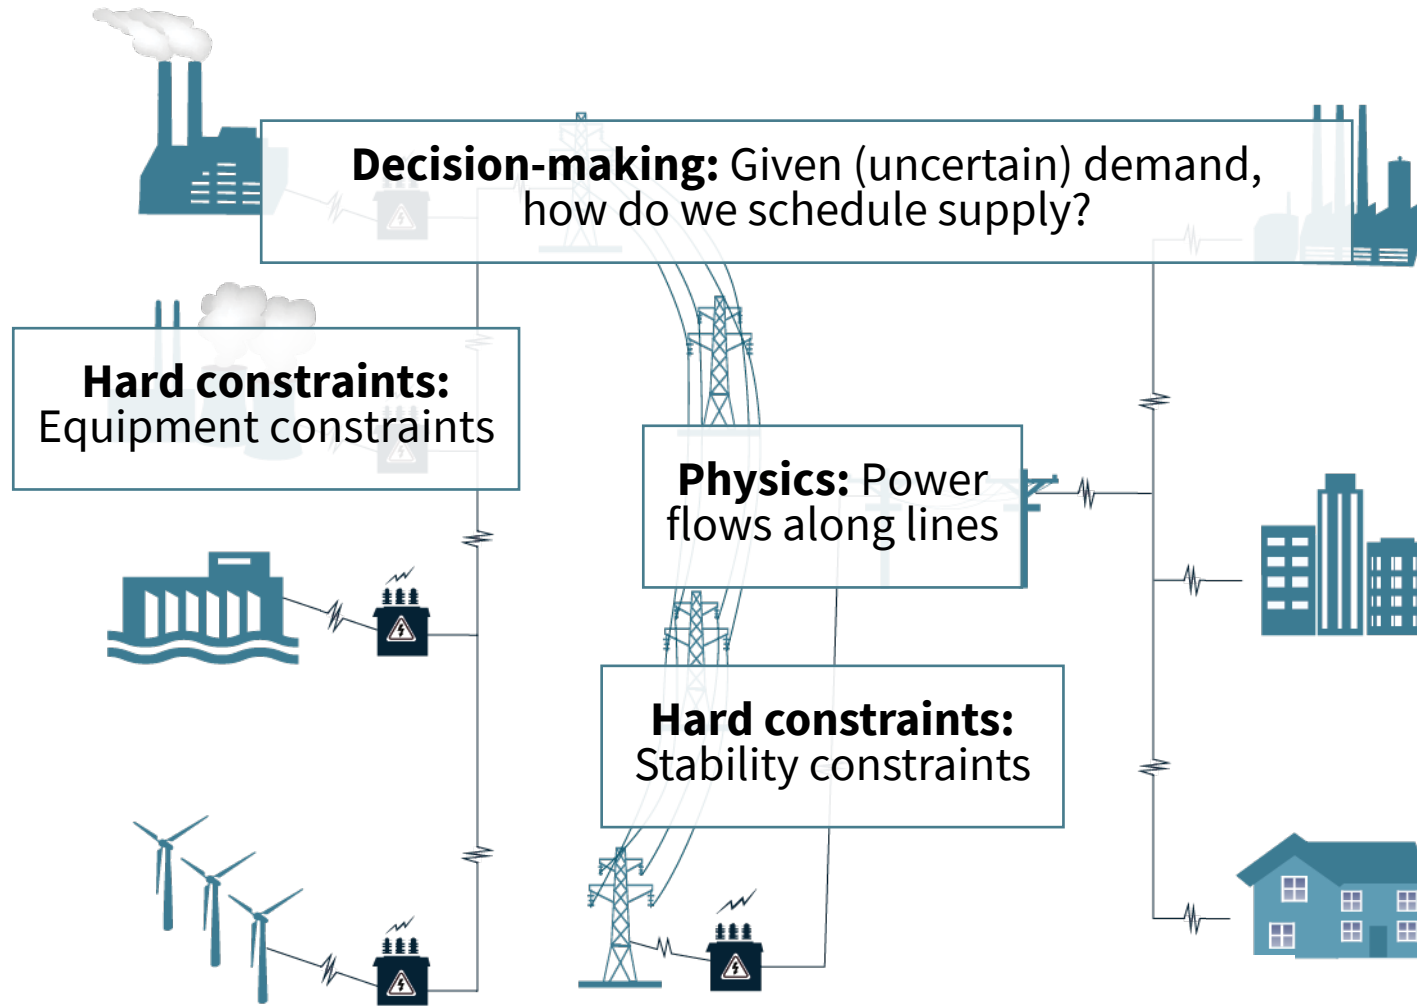 Decision-making: Given (uncertain) demand,
how do we schedule supply?
Hard constraints:
Equipment constraints
Physics: Power
flows along lines
Hard constraints:
Stability constraints